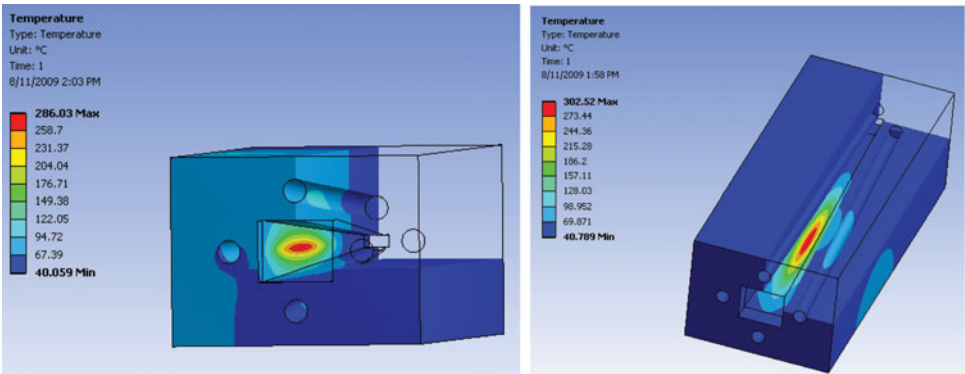 Temperature
Type: Temperature
Unit: °C
Time: 1
8/11/2009 2:03 PM
286.03 Max
258.7
231.37
204.04
176.71
149.38
122.05
94.72
67.39
40.059 Min
Temperature
Type: Temperature
Unit: °C
Time: 1
8/11/2009 1:58 PM
302.52 Max
273.44
244.36
215.28
186.2
157.11
128.03
98.952
69.871
40.789 Min